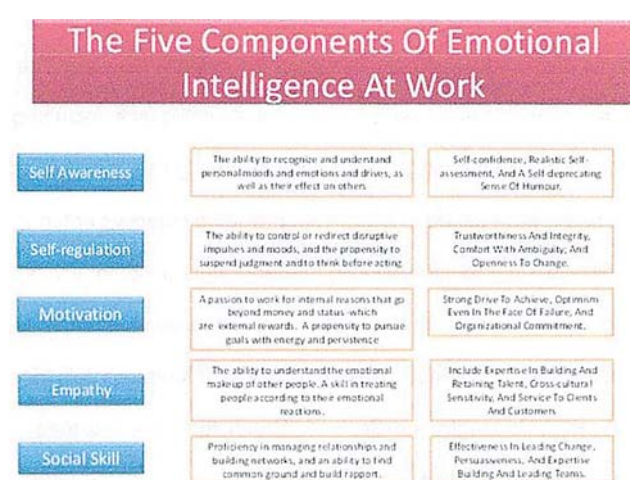 The Five Components Of Emotional
Intelligence At Work
Self Awareness
The ability to recognize and understand
personal moods and emotions and drives, as
well as their effect on others
Self-confidence, Realistic Self-
assessment, And A Self-deprecating
Sense Of Humour.
Self-regulation
The ability to control or redirect disruptive
impulses and moods, and the propensity to
suspend judgment and to think before acting
Trustworthiness And Integrity,
Comfort With Ambiguity, And
Openness To Change.
Motivation
A passion to work for internal reasons that go
beyond money and status -which
are external rewards. A propensity to pursue
goals with energy and persistence
Strong Drive To Achieve, Optimism
Even In The Face Of Failure, And
Organizational Commitment.
Empathy
The ability to understand the emotional
makeup of other people. A skill in treating
people according to their emotional
reactions.
Include Expertise In Building And
Retaining Talent, Cross-cultural
Sensitivity, And Service To Clients
And Customers
Social Skill
Proficiency in managing relationships and
building networks, and an ability to find
common ground and build rapport.
Effectiveness In Leading Change,
Persuasiveness, And Expertise
Building And Leading Teams.